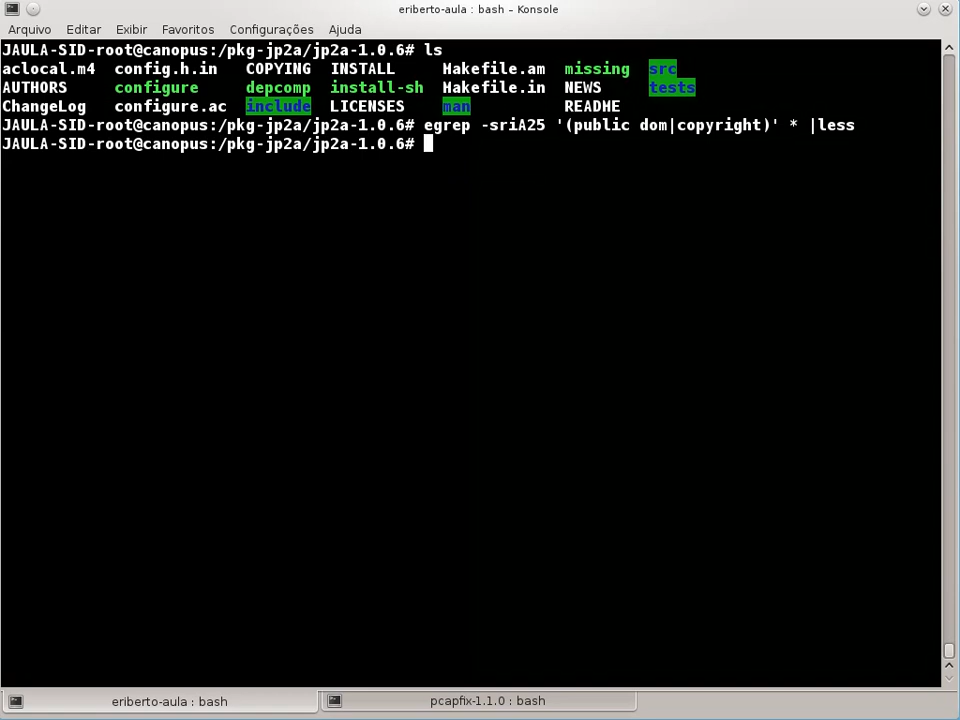 eriberto-aula : bash – Konsole
Arquivo Editar Exibir Favoritos Configurações Ajuda
JAULA-SID-root@canopus:/pkg-jp2a/jp2a-1.0.6# ls
aclocal.m4 config.h.in COPYING INSTALL Makefile.am missing src
AUTHORS configure depcomp install-sh Makefile.in NEWS tests
ChangeLog configure.ac include LICENSES man README
JAULA-SID-root@canopus:/pkg-jp2a/jp2a-1.0.6# egrep -sriA25 '(public dom|copyright)' * |less
JAULA-SID-root@canopus:/pkg-jp2a/jp2a-1.0.6#
eriberto-aula : bash pcapfix-1.1.0 : bash